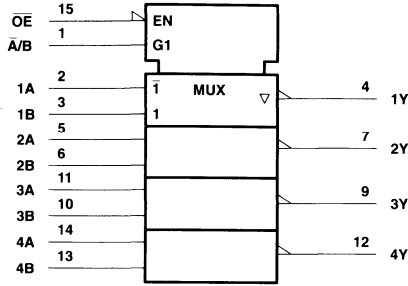 O̅E̅ 15 EN
A̅/B 1 G1
1A 2 1̅ MUX ▽ 4 1Y
1B 3 1
2A 5 7 2Y
2B 6
3A 11 9 3Y
3B 10
4A 14 12 4Y
4B 13